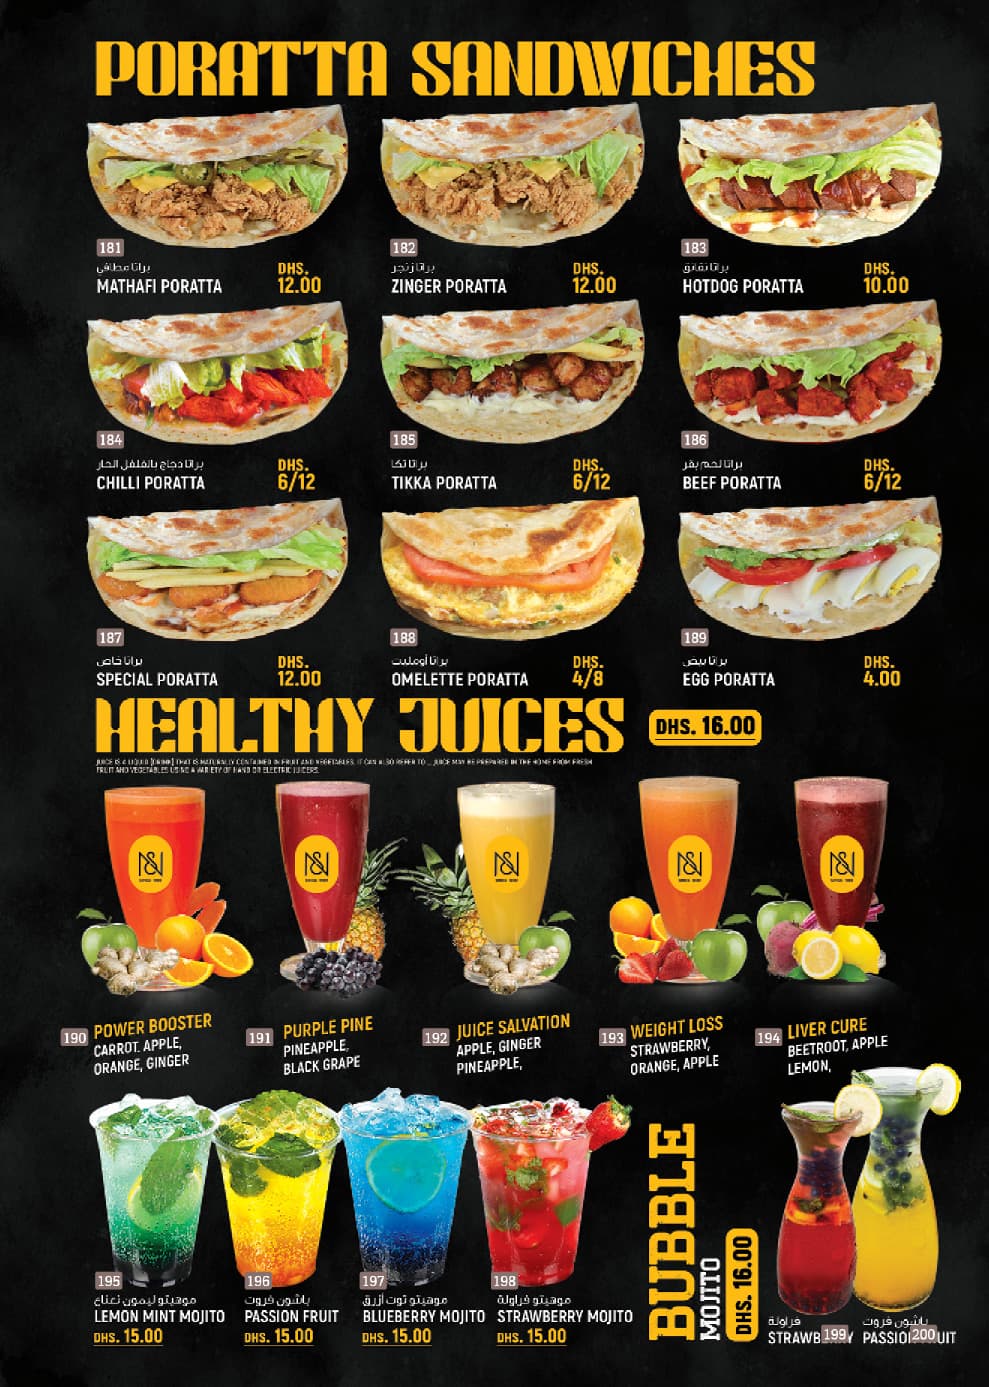 PORATTA SANDWICHES
181
براتا مطافي
MATHAFI PORATTA
DHS.
12.00
182
براتا زنجر
ZINGER PORATTA
DHS.
12.00
183
براتا نقانق
HOTDOG PORATTA
DHS.
10.00
184
براتا دجاج بالفلفل الحار
CHILLI PORATTA
DHS.
6/12
185
براتا تكا
TIKKA PORATTA
DHS.
6/12
186
براتا لحم بقر
BEEF PORATTA
DHS.
6/12
187
براتا خاص
SPECIAL PORATTA
DHS.
12.00
188
براتا أومليت
OMELETTE PORATTA
DHS.
4/8
189
براتا بيض
EGG PORATTA
DHS.
4.00
HEALTHY JUICES
DHS. 16.00
JUICE IS A LIQUID (DRINK) THAT IS NATURALLY CONTAINED IN FRUIT AND VEGETABLES. IT CAN ALSO REFER TO ... JUICE MAY BE PREPARED IN THE HOME FROM FRESH
FRUIT AND VEGETABLES USING A VARIETY OF HAND OR ELECTRIC JUICERS.
190
POWER BOOSTER
CARROT. APPLE,
ORANGE, GINGER
191
PURPLE PINE
PINEAPPLE,
BLACK GRAPE
192
JUICE SALVATION
APPLE, GINGER
PINEAPPLE,
193
WEIGHT LOSS
STRAWBERRY,
ORANGE, APPLE
194
LIVER CURE
BEETROOT, APPLE
LEMON,
195
موهيتو ليمون نعناع
LEMON MINT MOJITO
DHS. 15.00
196
باشون فروت
PASSION FRUIT
DHS. 15.00
197
موهيتو توت أزرق
BLUEBERRY MOJITO
DHS. 15.00
198
موهيتو فراولة
STRAWBERRY MOJITO
DHS. 15.00
BUBBLE
MOJITO
DHS. 16.00
فراولة
STRAWB
199
باشون فروت
200